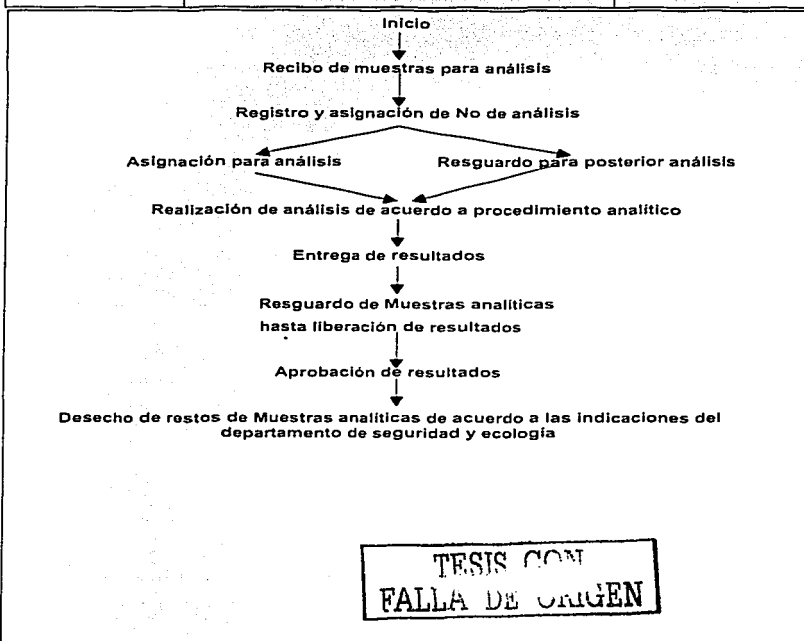 Inicio
Recibo de muestras para análisis
Registro y asignación de No de análisis
Asignación para análisis
Resguardo para posterior análisis
Realización de análisis de acuerdo a procedimiento analítico
Entrega de resultados
Resguardo de Muestras analíticas
hasta liberación de resultados
Aprobación de resultados
Desecho de restos de Muestras analíticas de acuerdo a las indicaciones del
departamento de seguridad y ecología
TESIS CON
FALLA DE ORIGEN